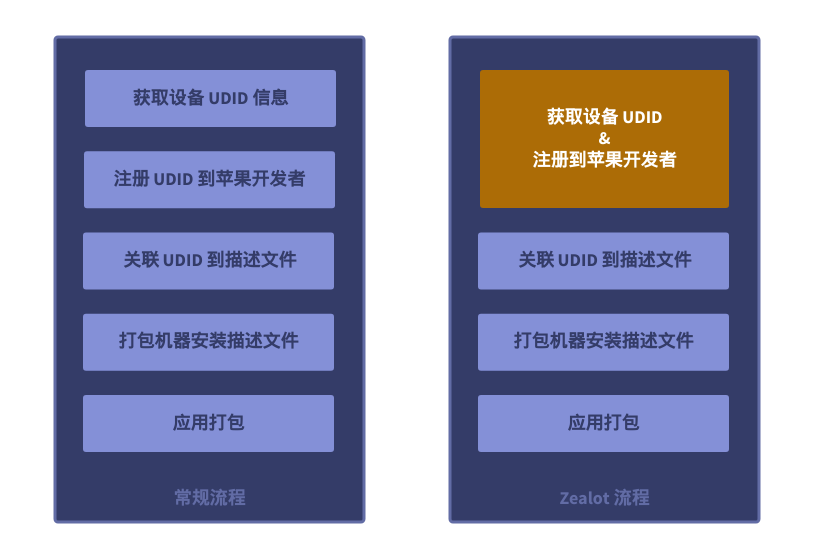 获取设备 UDID 信息
注册 UDID 到苹果开发者
关联 UDID 到描述文件
打包机器安装描述文件
应用打包
常规流程
获取设备 UDID
&
注册到苹果开发者
关联 UDID 到描述文件
打包机器安装描述文件
应用打包
Zealot 流程